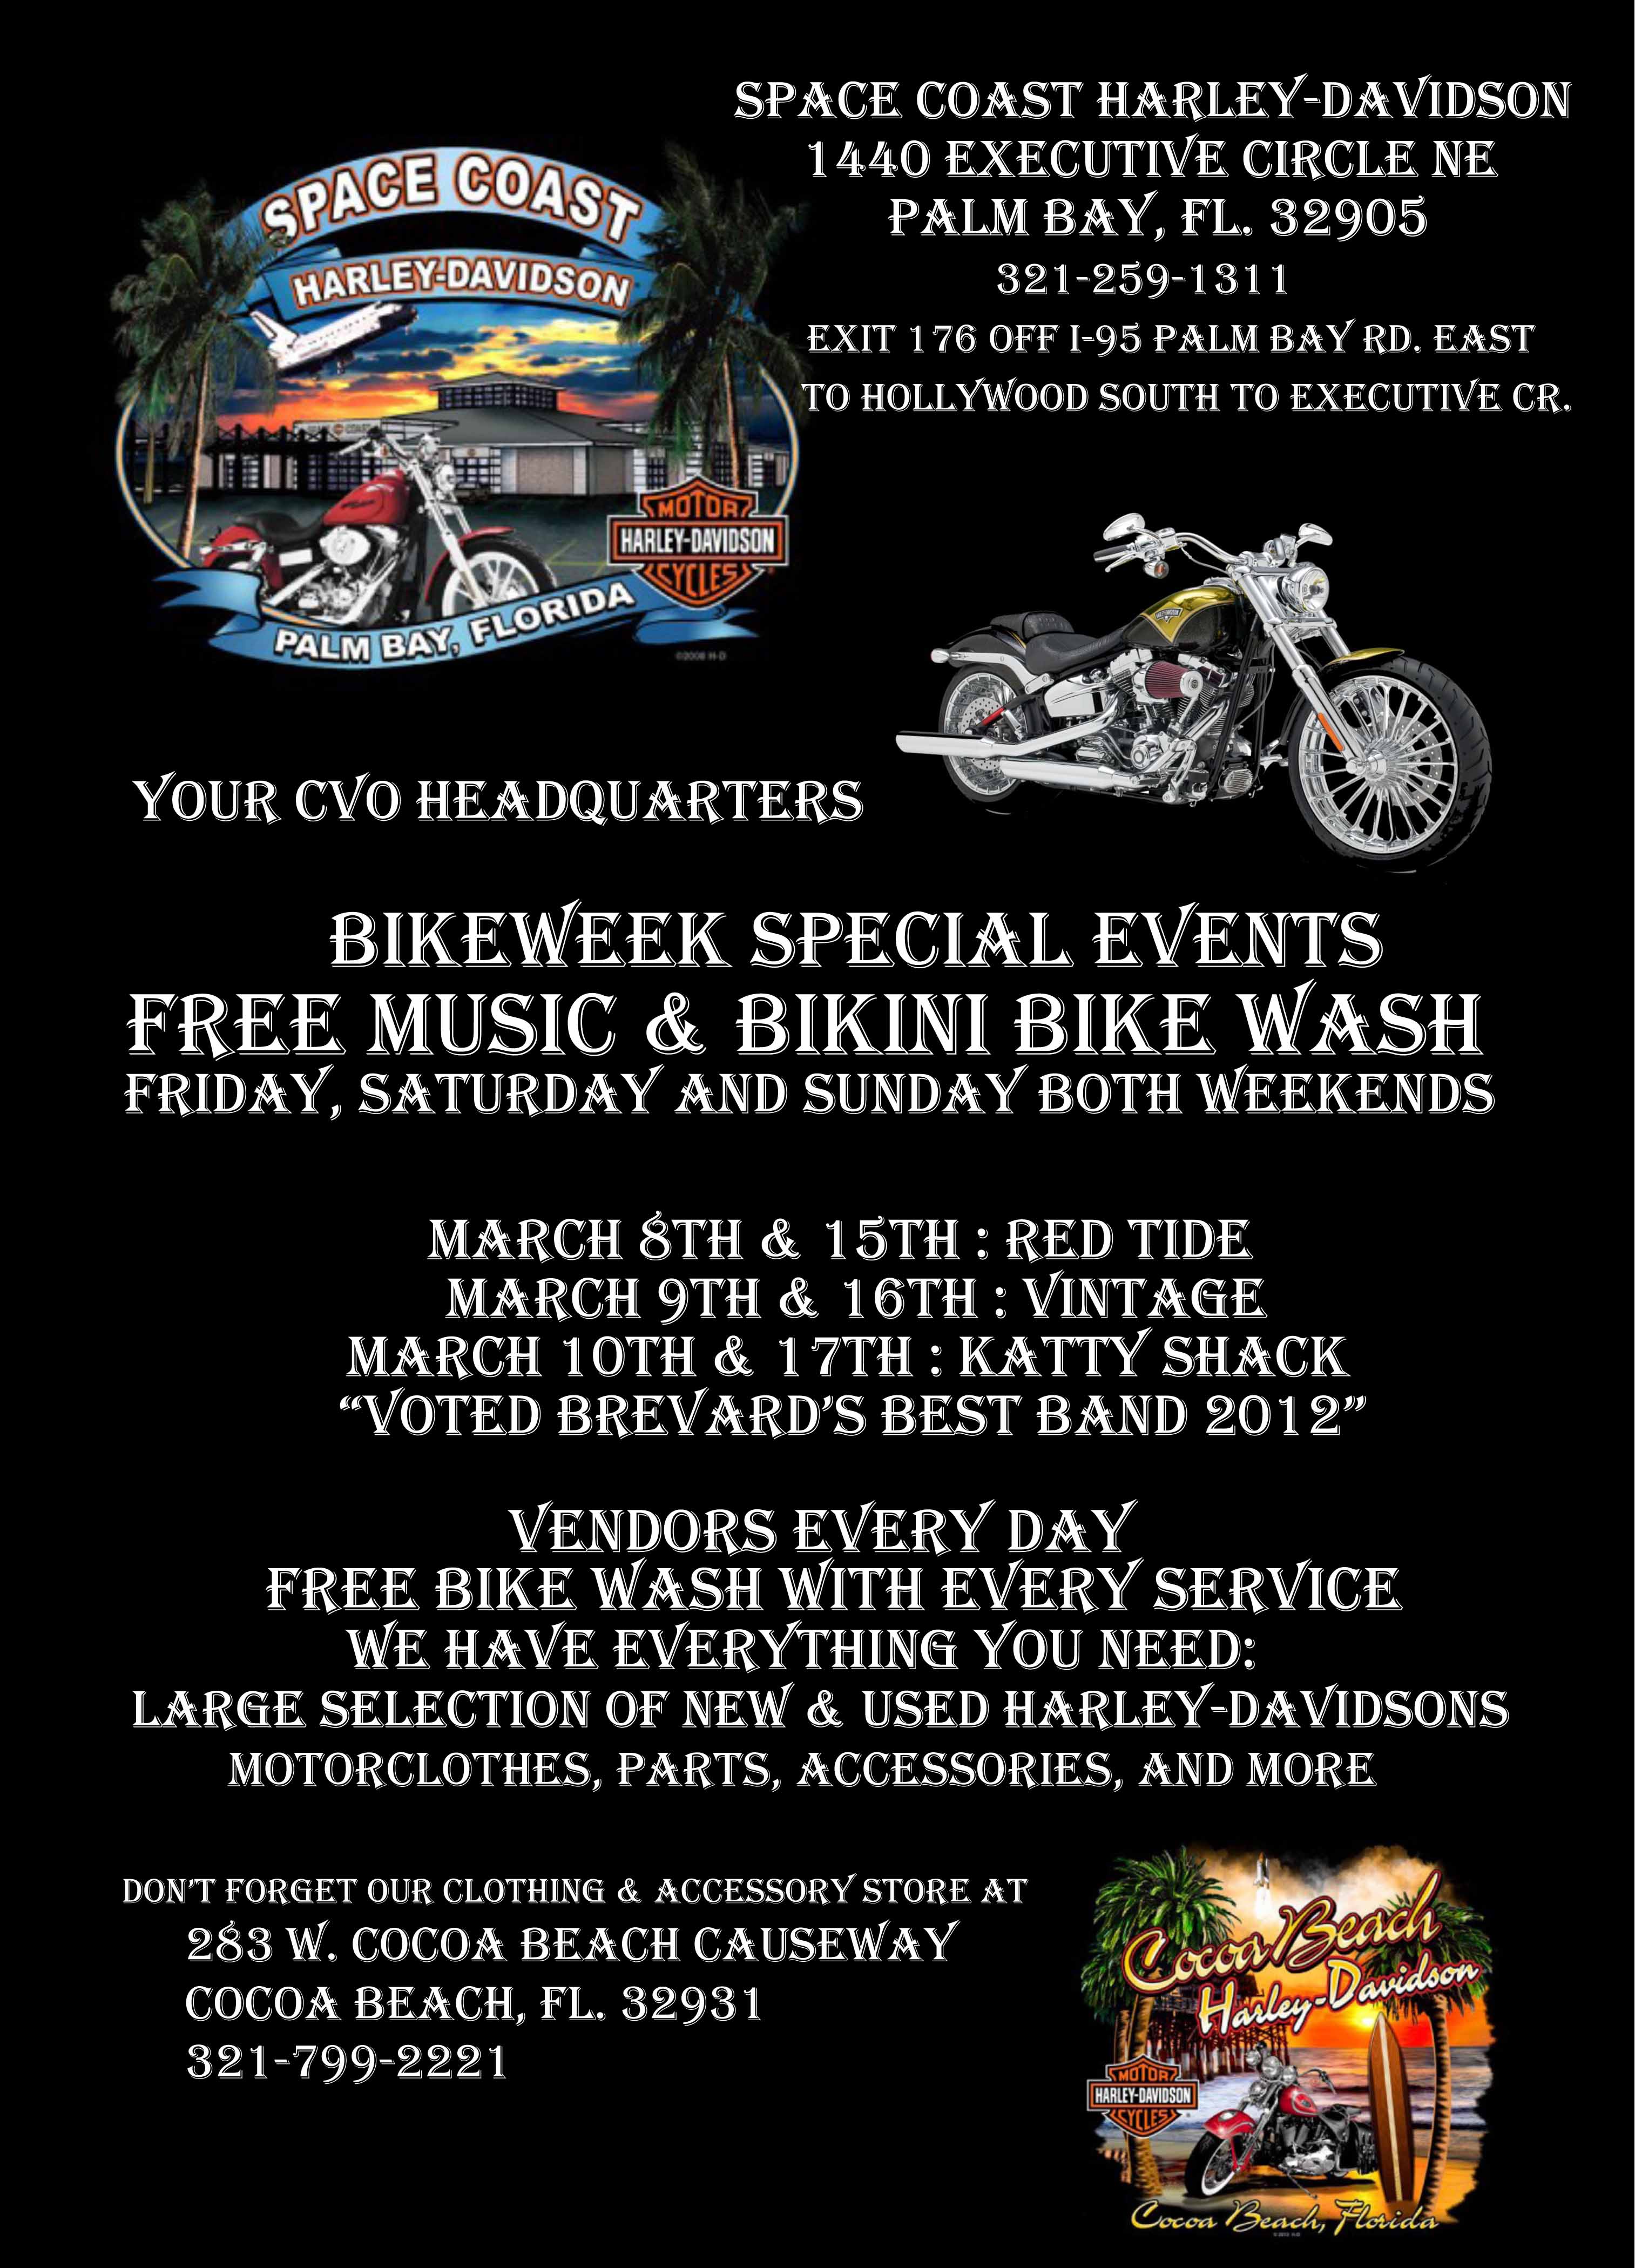 SPACE COAST HARLEY-DAVIDSON
1440 EXECUTIVE CIRCLE NE
PALM BAY, FL. 32905
321-259-1311
EXIT 176 OFF I-95 PALM BAY RD. EAST
TO HOLLYWOOD SOUTH TO EXECUTIVE CR.
SPACE COAST
HARLEY-DAVIDSON
MOTOR
HARLEY-DAVIDSON
CYCLES
PALM BAY, FLORIDA
©2008 H-D
YOUR CVO HEADQUARTERS
BIKEWEEK SPECIAL EVENTS
FREE MUSIC & BIKINI BIKE WASH
FRIDAY, SATURDAY AND SUNDAY BOTH WEEKENDS
MARCH 8TH & 15TH : RED TIDE
MARCH 9TH & 16TH : VINTAGE
MARCH 10TH & 17TH : KATTY SHACK
“VOTED BREVARD’S BEST BAND 2012”
VENDORS EVERY DAY
FREE BIKE WASH WITH EVERY SERVICE
WE HAVE EVERYTHING YOU NEED:
LARGE SELECTION OF NEW & USED HARLEY-DAVIDSONS
MOTORCLOTHES, PARTS, ACCESSORIES, AND MORE
DON’T FORGET OUR CLOTHING & ACCESSORY STORE AT
283 W. COCOA BEACH CAUSEWAY
COCOA BEACH, FL. 32931
321-799-2221
Cocoa Beach
Harley-Davidson
MOTOR
HARLEY-DAVIDSON
CYCLES
Cocoa Beach, Florida